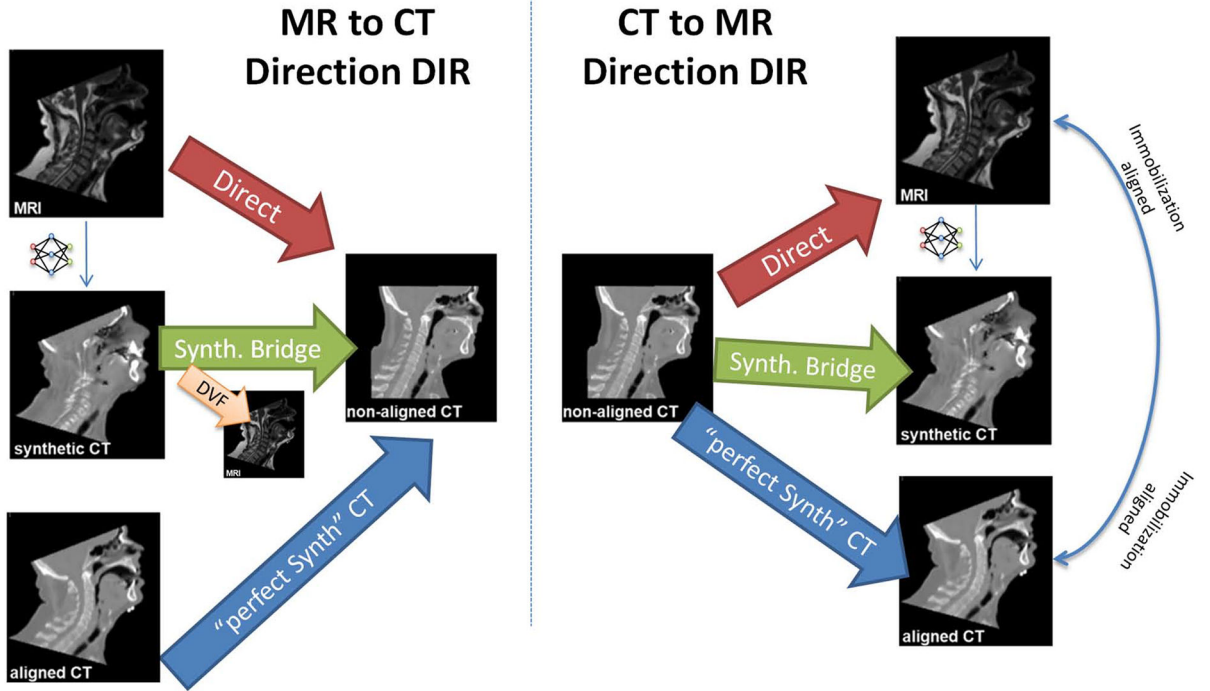 MR to CT
Direction DIR
MRI
Direct
Synth. Bridge
DVF
MRI
synthetic CT
non-aligned CT
"perfect Synth" CT
aligned CT
CT to MR
Direction DIR
MRI
Direct
non-aligned CT
Synth. Bridge
synthetic CT
"perfect Synth" CT
aligned CT
Immobilization
aligned
Immobilization
aligned